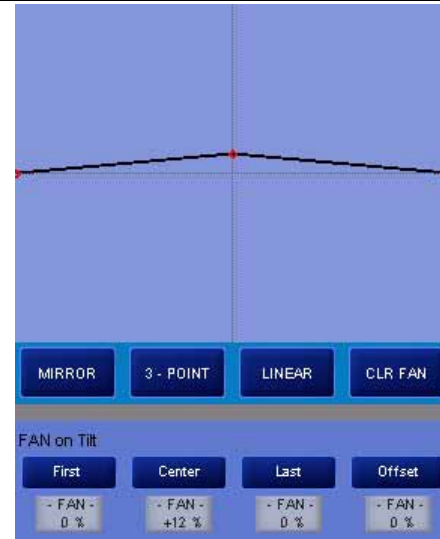 MIRROR 3 - POINT LINEAR CLR FAN
FAN on Tilt
First Center Last Offset
- FAN - - FAN - - FAN - - FAN -
0 % +12 % 0 % 0 %